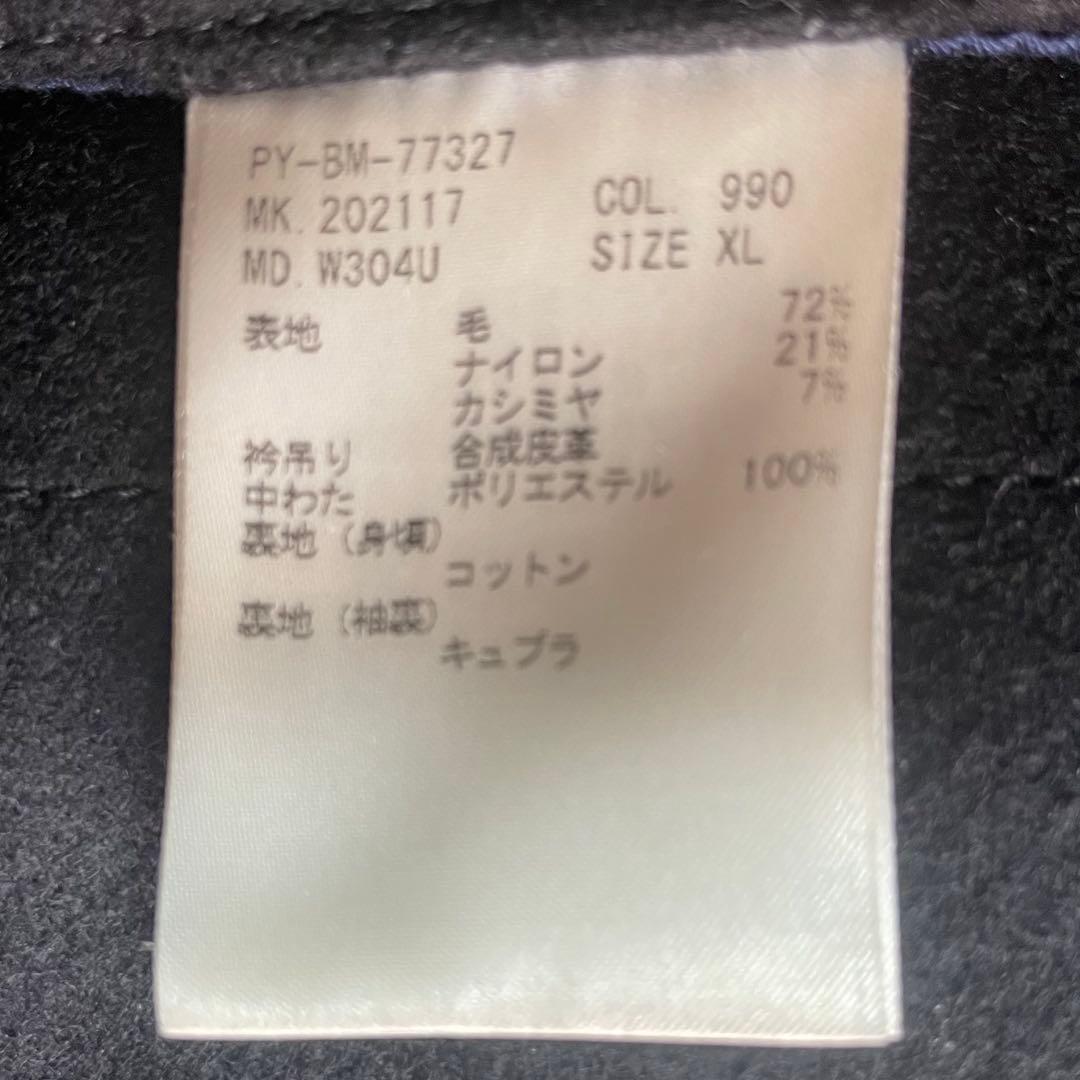 PY-BM-77327
MK. 202117 COL. 990
MD. W304U SIZE XL
表地 毛 72%
ナイロン 21%
カシミヤ 7%
衿吊り 合成皮革
中わた ポリエステル 100%
裏地（身頃）
コットン
裏地（袖裏）
キュプラ